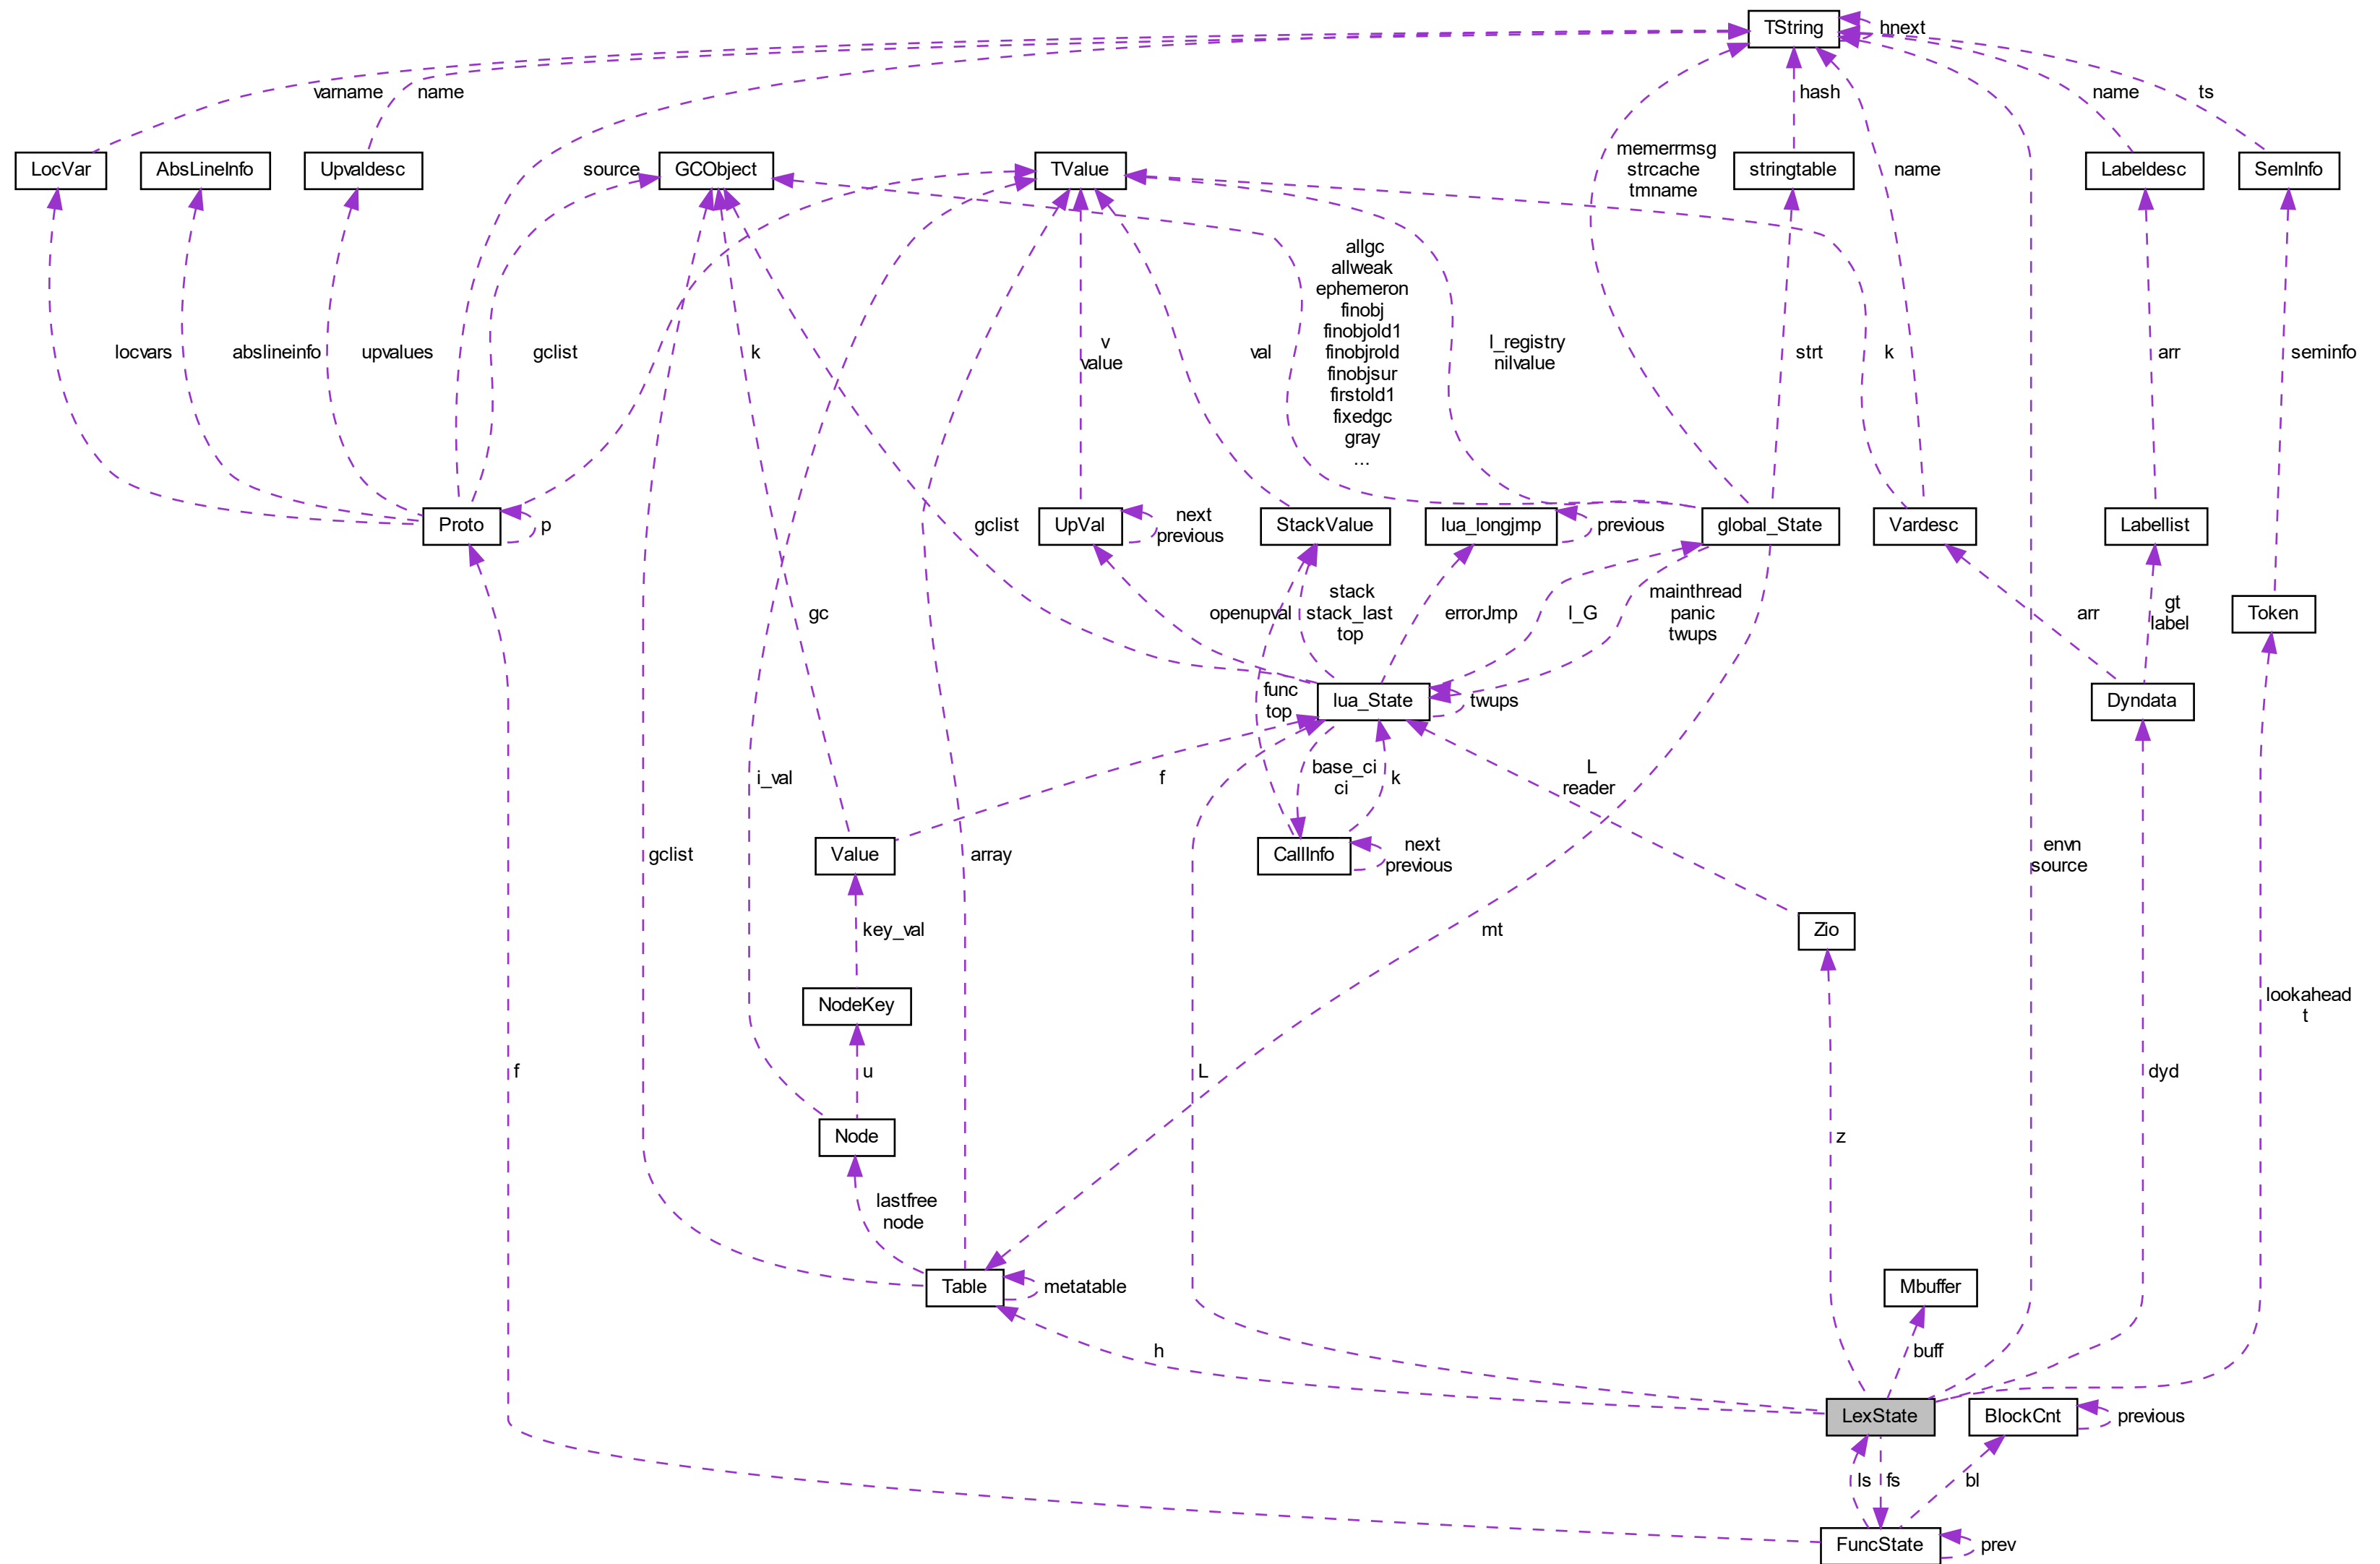 TString
hnext
varname
name
hash
name
ts
LocVar
AbsLineInfo
Upvaldesc
source
GCObject
TValue
memerrmsg
strcache
tmname
stringtable
name
Labeldesc
SemInfo
locvars
abslineinfo
upvalues
gclist
k
v
value
val
allgc
allweak
ephemeron
finobj
finobjold1
finobjrold
finobjsur
firstold1
fixedgc
gray
...
l_registry
nilvalue
strt
k
arr
seminfo
Proto
p
gclist
UpVal
next
previous
StackValue
lua_longjmp
previous
global_State
Vardesc
Labellist
gc
openupval
stack
stack_last
top
errorJmp
l_G
mainthread
panic
twups
arr
gt
label
Token
func
top
lua_State
twups
Dyndata
i_val
f
base_ci
ci
k
L
reader
gclist
Value
array
CallInfo
next
previous
envn
source
key_val
mt
Zio
NodeKey
lookahead
t
f
u
L
dyd
Node
z
lastfree
node
Table
metatable
Mbuffer
h
buff
LexState
BlockCnt
previous
ls
fs
bl
FuncState
prev